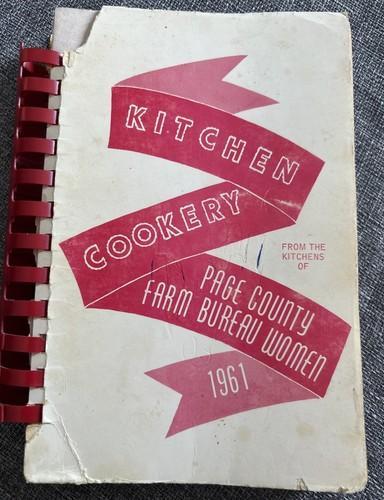 KITCHEN
COOKERY
FROM THE
KITCHENS
OF
PAGE COUNTY
FARM BUREAU WOMEN
1961